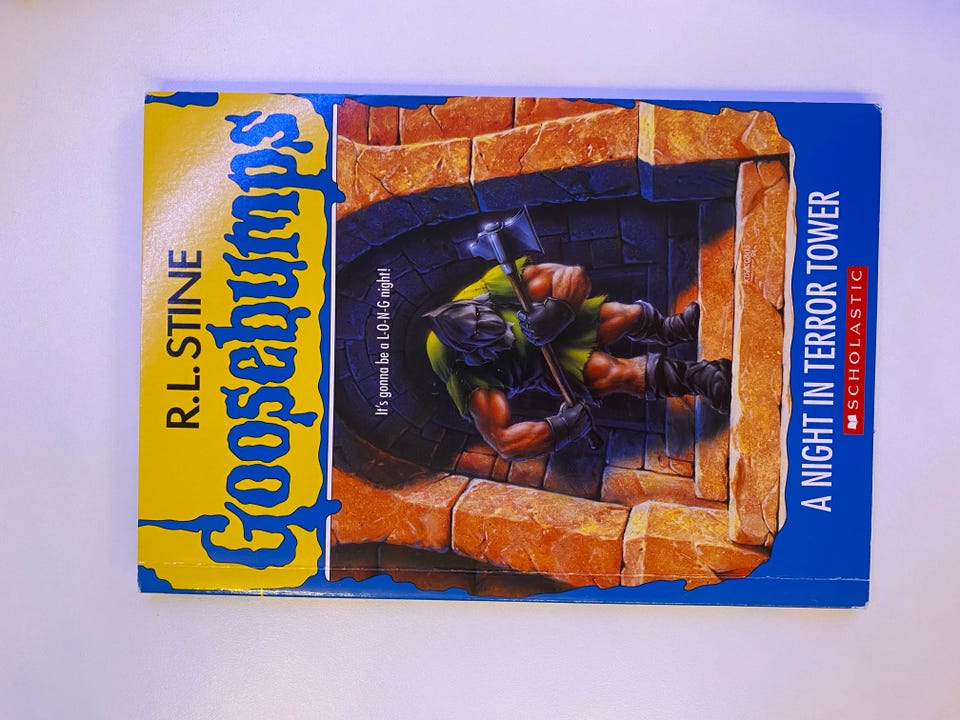 R.L. STINE
Goosebumps
It's gonna be a L-O-N-G night!
A NIGHT IN TERROR TOWER
SCHOLASTIC